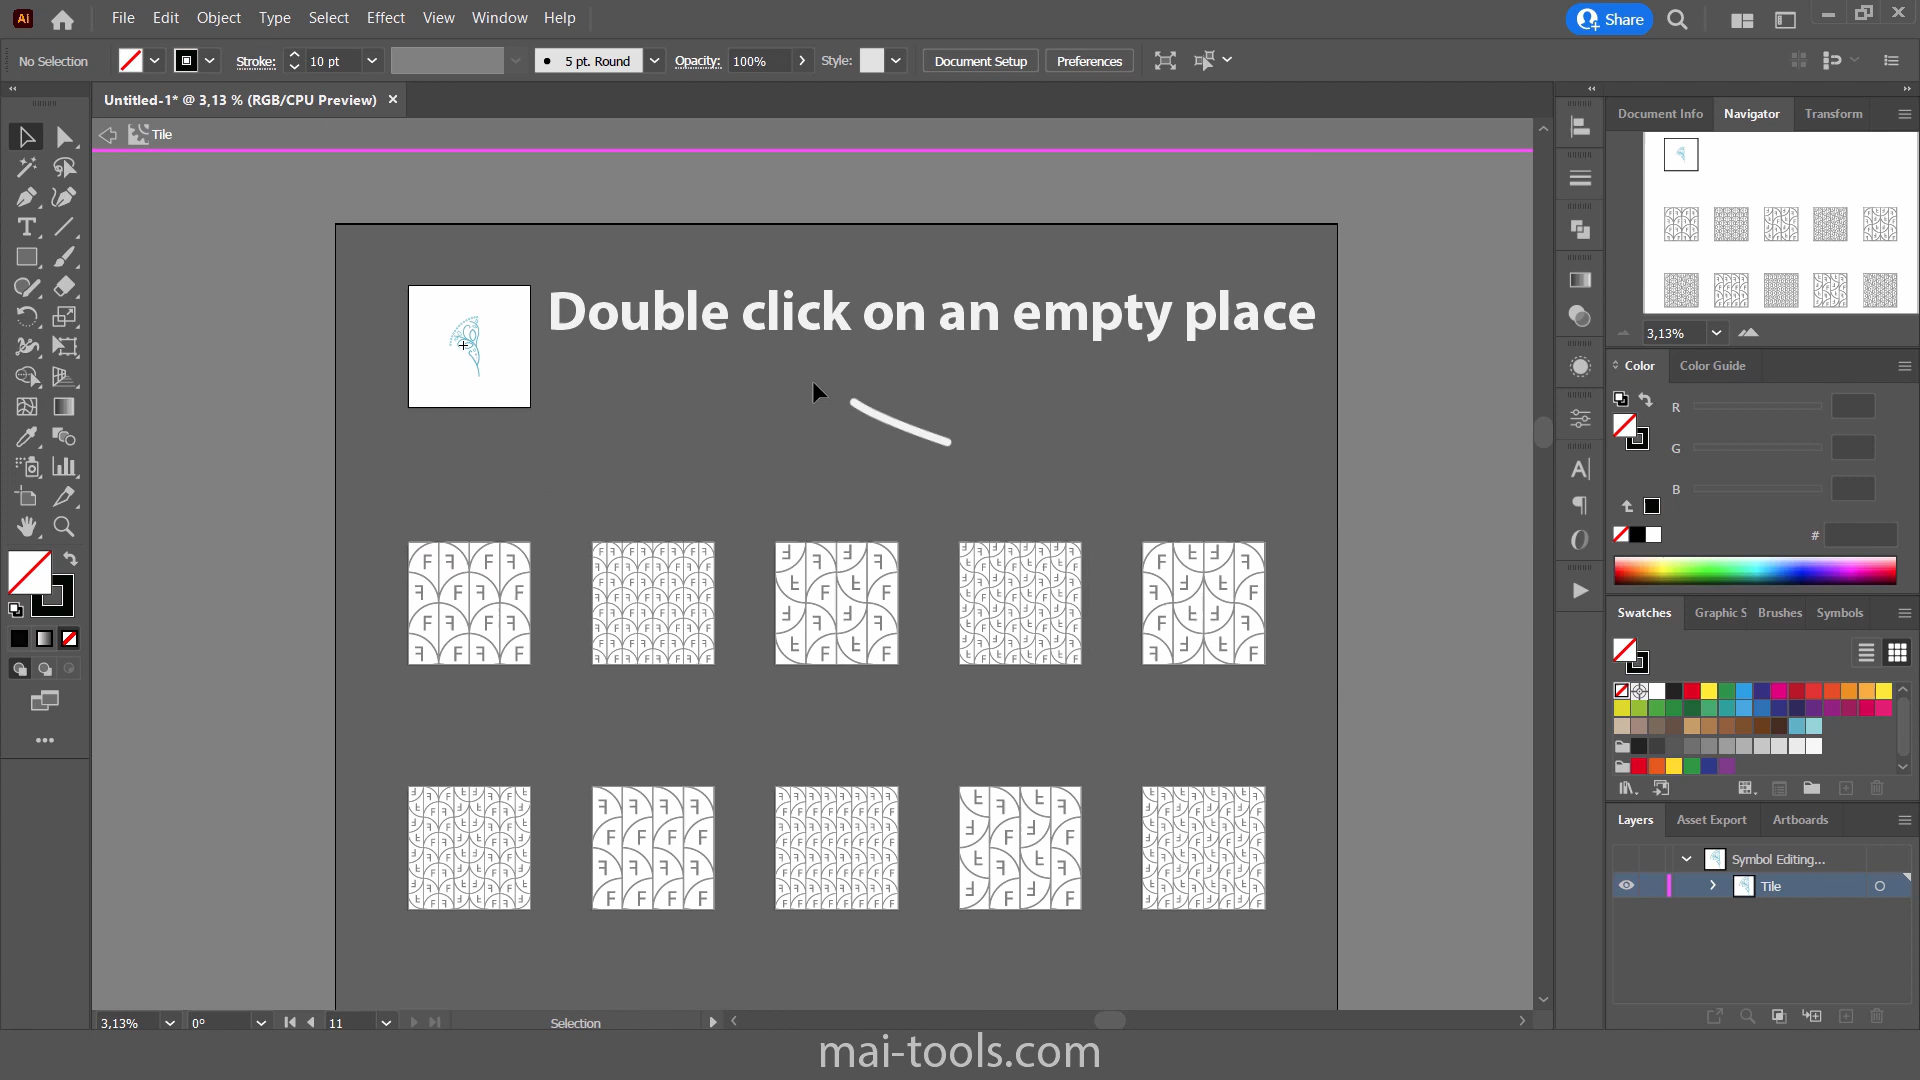 Ai File Edit Object Type Select Effect View Window Help Share
No Selection Stroke: 10 pt 5 pt. Round Opacity: 100% Style: Document Setup Preferences
Untitled-1* @ 3,13 % (RGB/CPU Preview)
Tile
Document Info Navigator Transform
Double click on an empty place
3,13%
Color Color Guide
R
G
B
#
Swatches Graphic S Brushes Symbols
Layers Asset Export Artboards
Symbol Editing...
Tile
3,13% 0° 11 Selection
mai-tools.com